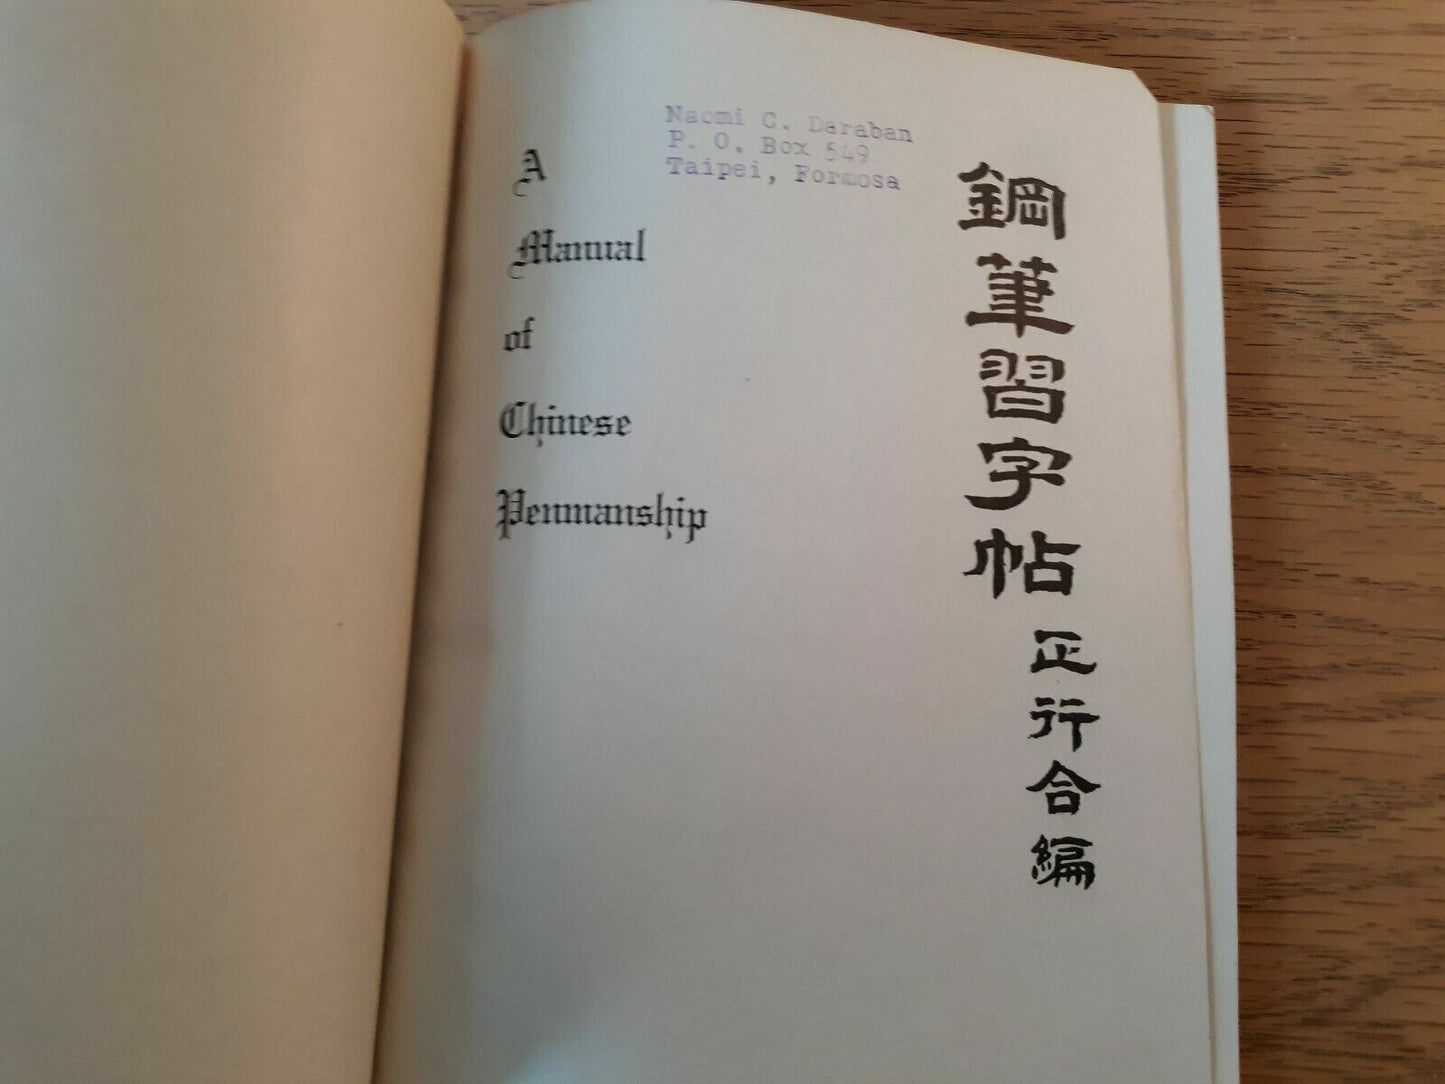 Naomi C. Daraban
P. O. Box 549
Taipei, Formosa
A
Manual
of
Chinese
Penmanship
鋼筆習字帖
正行合編